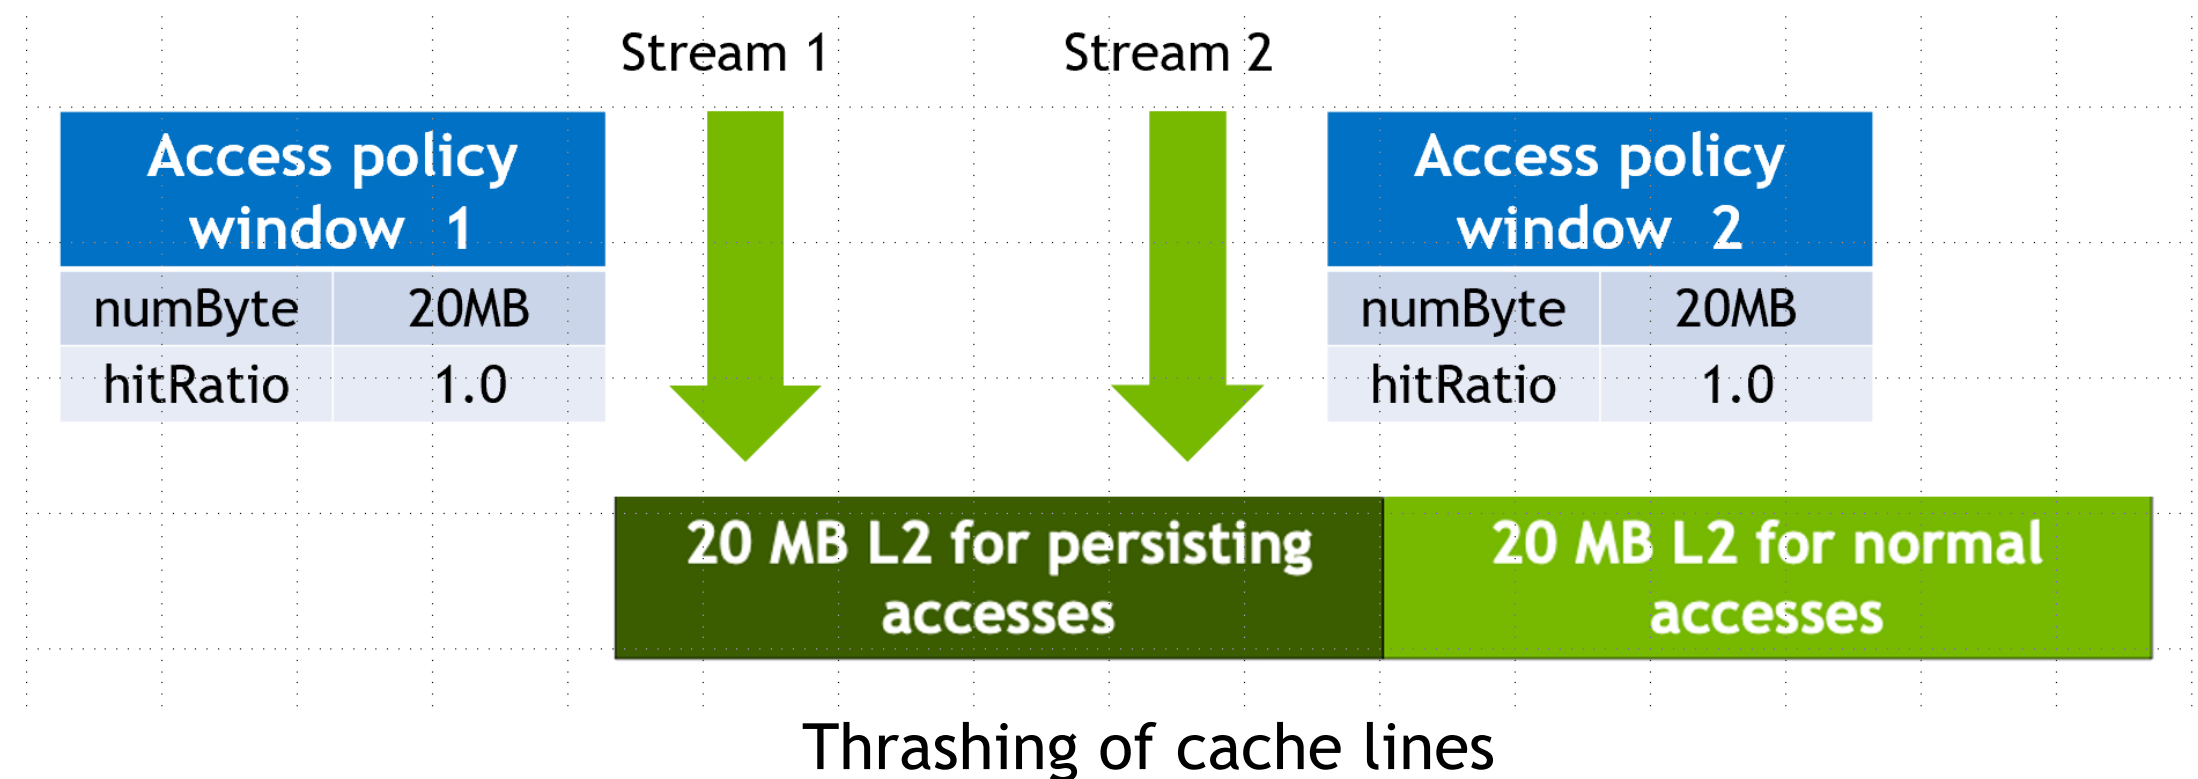 Stream 1
Stream 2
Access policy
window 1
numByte 20MB
hitRatio 1.0
Access policy
window 2
numByte 20MB
hitRatio 1.0
20 MB L2 for persisting
accesses
20 MB L2 for normal
accesses
Thrashing of cache lines